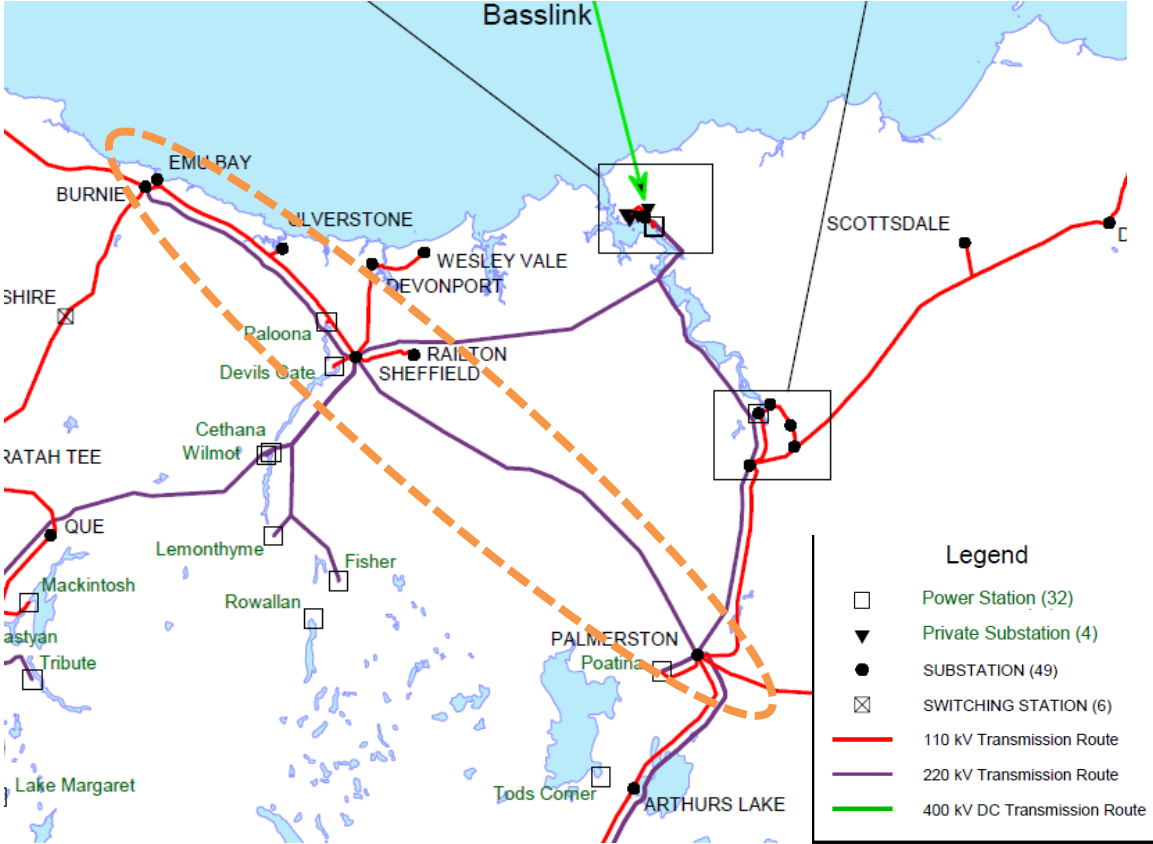 Basslink
EMU BAY
BURNIE
ULVERSTONE
SCOTTSDALE
D
WESLEY VALE
DEVONPORT
SHIRE
Paloona
RAILTON
Devils Gate
SHEFFIELD
Cethana
Wilmot
RATAH TEE
QUE
Lemonthyme
Fisher
Mackintosh
Rowallan
astyan
PALMERSTON
Tribute
Poatina
Lake Margaret
Tods Corner
ARTHURS LAKE
Legend
Power Station (32)
Private Substation (4)
SUBSTATION (49)
SWITCHING STATION (6)
110 kV Transmission Route
220 kV Transmission Route
400 kV DC Transmission Route